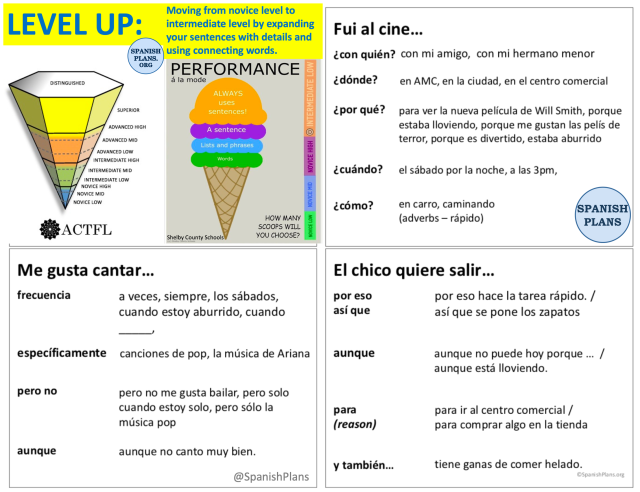 LEVEL UP:
Moving from novice level to
intermediate level by expanding
your sentences with details and
using connecting words.
SPANISH
PLANS.
ORG
DISTINGUISHED
SUPERIOR
ADVANCED HIGH
ADVANCED MID
ADVANCED LOW
INTERMEDIATE HIGH
INTERMEDIATE MID
INTERMEDIATE LOW
NOVICE HIGH
NOVICE MID
NOVICE LOW
ACTFL
PERFORMANCE
á la mode
ALWAYS
uses
sentences!
A sentence
Lists and phrases
Words
HOW MANY
SCOOPS WILL
YOU CHOOSE?
Shelby County Schools
INTERMEDIATE LOW
NOVICE HIGH
NOVICE MID
Fui al cine...
¿con quién? con mi amigo, con mi hermano menor
¿dónde? en AMC, en la ciudad, en el centro comercial
¿por qué? para ver la nueva película de Will Smith, porque
estaba lloviendo, porque me gustan las pelís de
terror, porque es divertido, estaba aburrido
¿cuándo? el sábado por la noche, a las 3pm,
¿cómo? en carro, caminando
(adverbs – rápido)
SPANISH
PLANS
Me gusta cantar...
frecuencia a veces, siempre, los sábados,
cuando estoy aburrido, cuando
_____,
específicamente canciones de pop, la música de Ariana
pero no pero no me gusta bailar, pero solo
cuando estoy solo, pero sólo la
música pop
aunque aunque no canto muy bien.
@SpanishPlans
El chico quiere salir...
por eso por eso hace la tarea rápido. /
así que así que se pone los zapatos
aunque aunque no puede hoy porque ... /
aunque está lloviendo.
para para ir al centro comercial /
(reason) para comprar algo en la tienda
y también... tiene ganas de comer helado.
©SpanishPlans.org